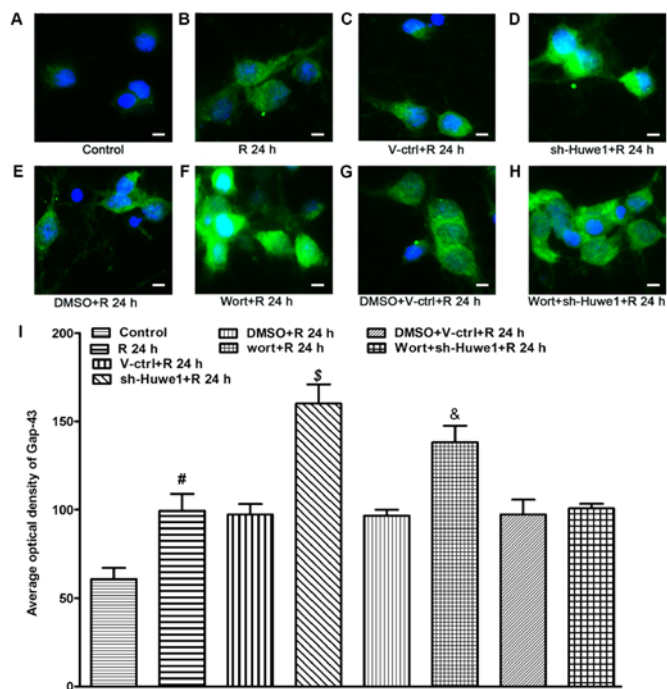 A B C D
Control R 24 h V-ctrl+R 24 h sh-Huwe1+R 24 h
E F G H
DMSO+R 24 h Wort+R 24 h DMSO+V-ctrl+R 24 h Wort+sh-Huwe1+R 24 h
I
200
150
100
50
0
Average optical density of Gap-43
Control DMSO+R 24 h DMSO+V-ctrl+R 24 h
R 24 h wort+R 24 h Wort+sh-Huwe1+R 24 h
V-ctrl+R 24 h
sh-Huwe1+R 24 h
# $ &